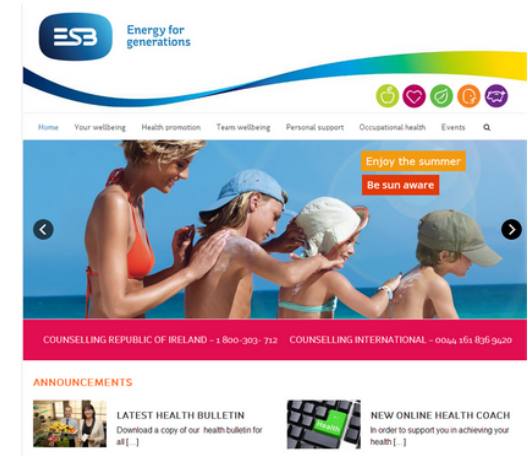 ESB
Energy for
generations
Home Your wellbeing Health promotion Team wellbeing Personal support Occupational health Events
Enjoy the summer
Be sun aware
COUNSELLING REPUBLIC OF IRELAND – 1 800-303- 712 COUNSELLING INTERNATIONAL – 0044 161 836 9420
ANNOUNCEMENTS
LATEST HEALTH BULLETIN
Download a copy of our health bulletin for
all [...]
Health
NEW ONLINE HEALTH COACH
In order to support you in achieving your
health [...]